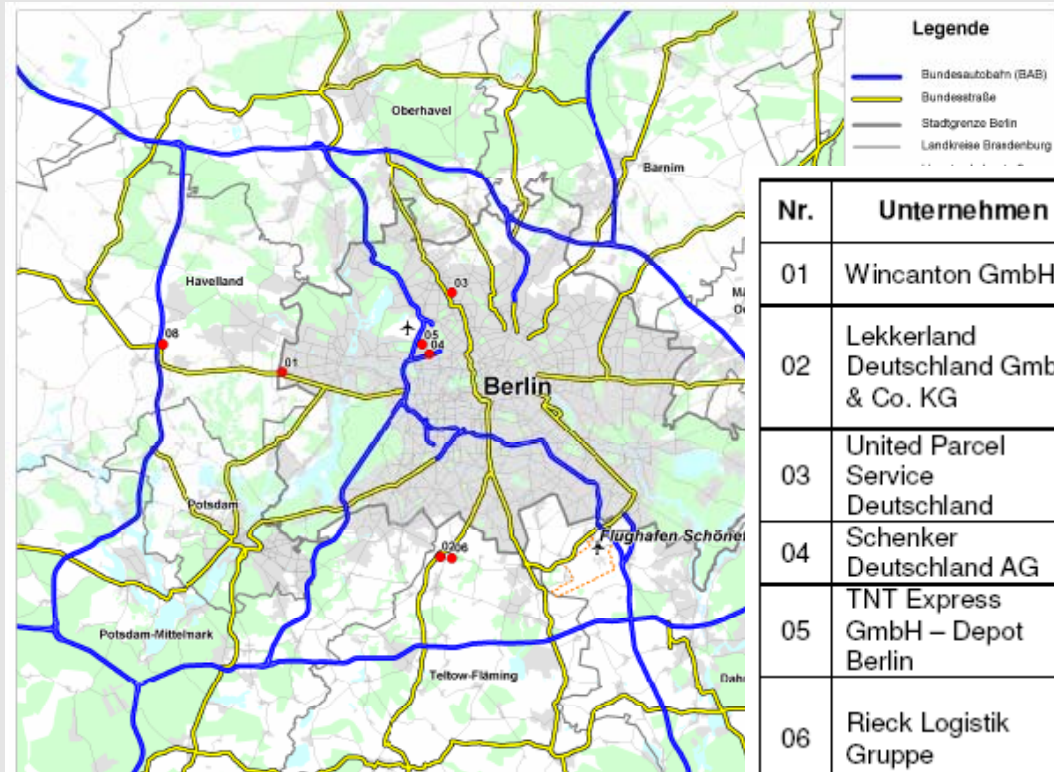 Legende
Bundesautobahn (BAB)
Bundesstraße
Stadtgrenze Berlin
Landkreise Brandenburg
Oberhavel
Barnim
Havelland
03
05
04
08
01
Berlin
Potsdam
02
06
Flughafen Schönef
Potsdam-Mittelmark
Teltow-Fläming
Dah
Nr. Unternehmen
01 Wincanton GmbH
02
Lekkerland
Deutschland Gmb
& Co. KG
03
United Parcel
Service
Deutschland
04
Schenker
Deutschland AG
05
TNT Express
GmbH – Depot
Berlin
06
Rieck Logistik
Gruppe